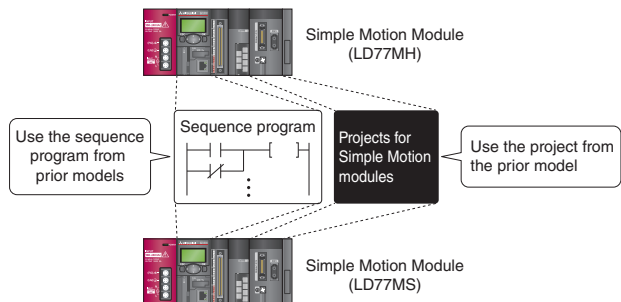 Simple Motion Module
(LD77MH)
Use the sequence
program from
prior models
Sequence program
Projects for
Simple Motion
modules
Use the project from
the prior model
Simple Motion Module
(LD77MS)